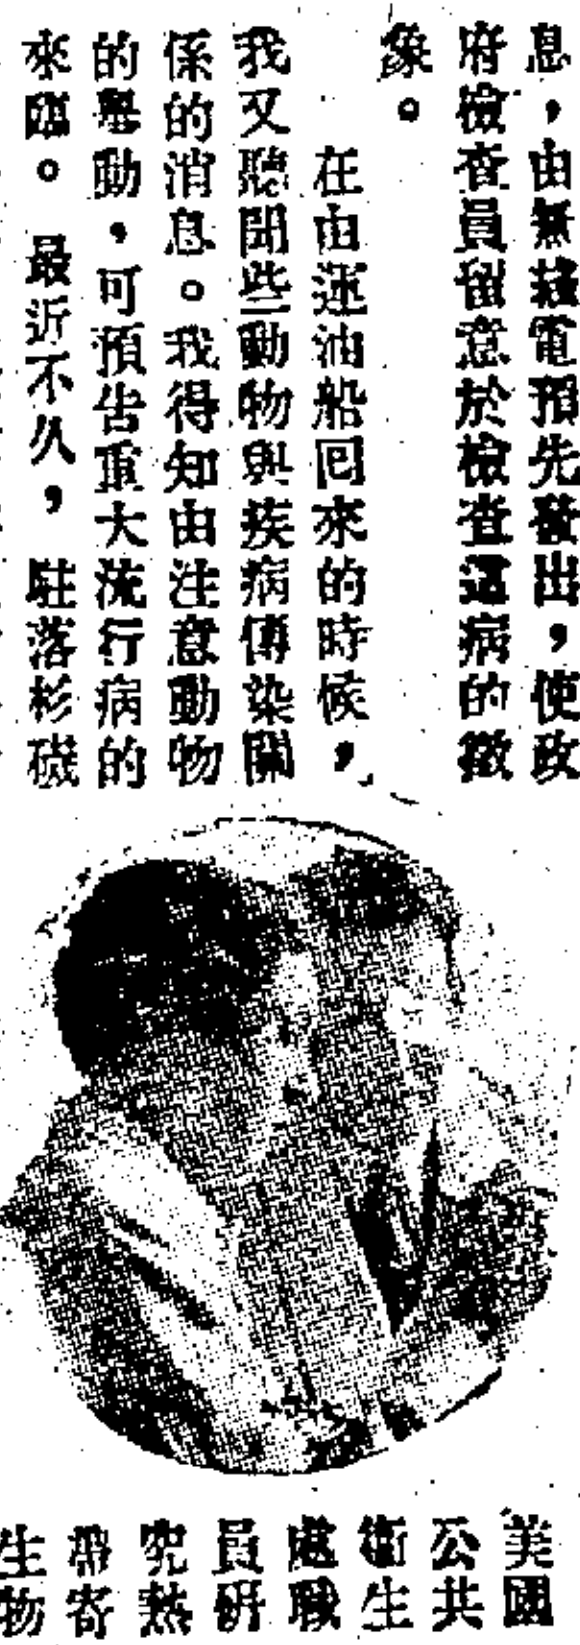 息，由無綫電預先發出，使政
府檢查員留意於檢查這病的徵
象。
在由運油船回來的時候，
我又聽聞些動物與疾病傳染關
係的消息。我得知由注意動物
的舉動，可預告重大流行病的
來臨。最近不久，駐落杉磯
美國
公共
衞生
處職
員研
究熱
帶寄
生物